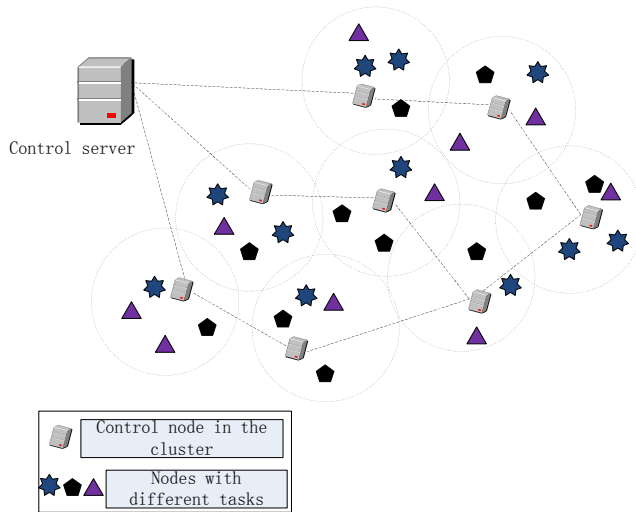 Control server
Control node in the
cluster
Nodes with
different tasks